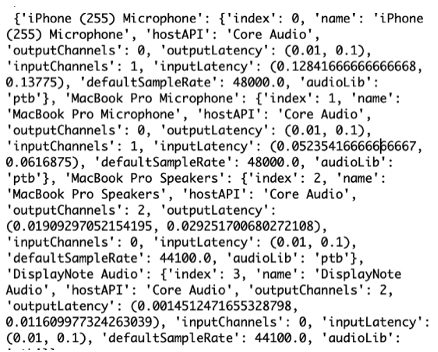 {'iPhone (255) Microphone': {'index': 0, 'name': 'iPhone
(255) Microphone', 'hostAPI': 'Core Audio',
'outputChannels': 0, 'outputLatency': (0.01, 0.1),
'inputChannels': 1, 'inputLatency': (0.12841666666666668,
0.13775), 'defaultSampleRate': 48000.0, 'audioLib':
'ptb'}, 'MacBook Pro Microphone': {'index': 1, 'name':
'MacBook Pro Microphone', 'hostAPI': 'Core Audio',
'outputChannels': 0, 'outputLatency': (0.01, 0.1),
'inputChannels': 1, 'inputLatency': (0.05235416666666667,
0.0616875), 'defaultSampleRate': 48000.0, 'audioLib':
'ptb'}, 'MacBook Pro Speakers': {'index': 2, 'name':
'MacBook Pro Speakers', 'hostAPI': 'Core Audio',
'outputChannels': 2, 'outputLatency':
(0.01909297052154195, 0.029251700680272108),
'inputChannels': 0, 'inputLatency': (0.01, 0.1),
'defaultSampleRate': 44100.0, 'audioLib': 'ptb'},
'DisplayNote Audio': {'index': 3, 'name': 'DisplayNote
Audio', 'hostAPI': 'Core Audio', 'outputChannels': 2,
'outputLatency': (0.0014512471655328798,
0.011609977324263039), 'inputChannels': 0, 'inputLatency':
(0.01, 0.1), 'defaultSampleRate': 44100.0, 'audioLib':